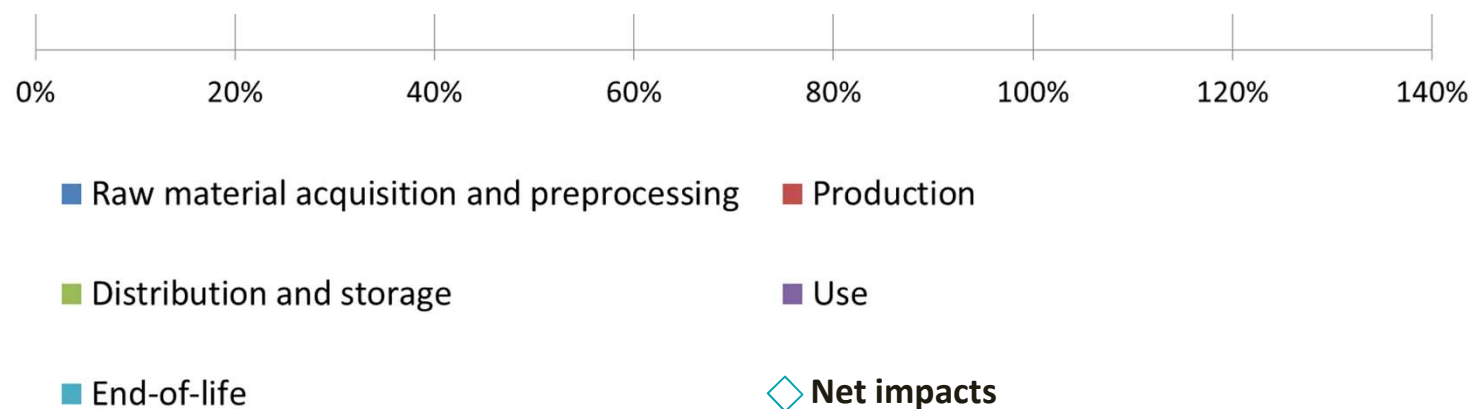 0% 20% 40% 60% 80% 100% 120% 140%
Raw material acquisition and preprocessing Production
Distribution and storage Use
End-of-life Net impacts